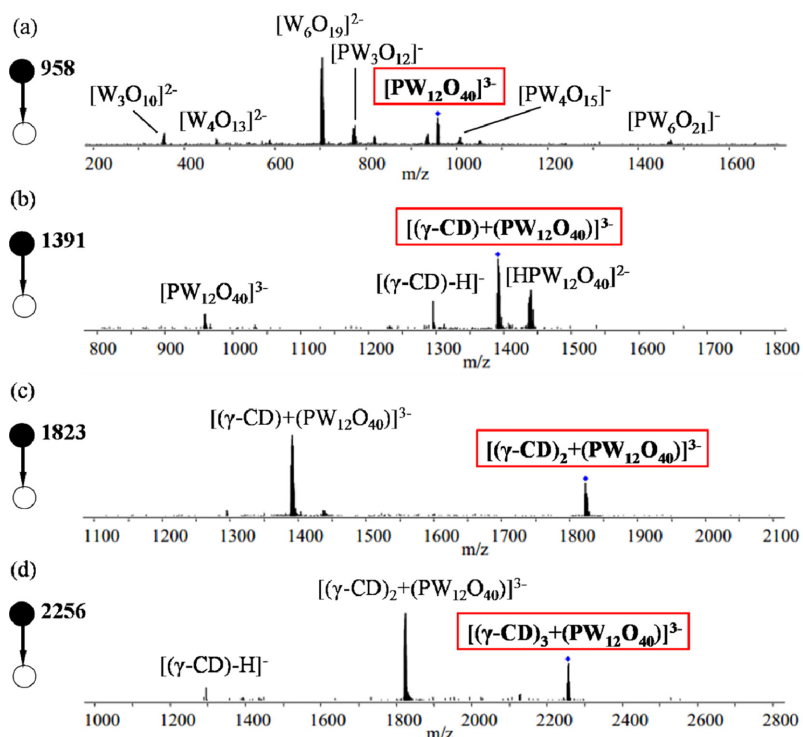 (a)
958
[W₃O₁₀]²⁻
[W₄O₁₃]²⁻
[W₆O₁₉]²⁻
[PW₃O₁₂]⁻
[PW₁₂O₄₀]³⁻
[PW₄O₁₅]⁻
[PW₆O₂₁]⁻
200 400 600 800 1000 1200 1400 1600
m/z
(b)
1391
[PW₁₂O₄₀]³⁻
[(γ-CD)-H]⁻
[(γ-CD)+(PW₁₂O₄₀)]³⁻
[HPW₁₂O₄₀]²⁻
800 900 1000 1100 1200 1300 1400 1500 1600 1700 1800
m/z
(c)
1823
[(γ-CD)+(PW₁₂O₄₀)]³⁻
[(γ-CD)₂+(PW₁₂O₄₀)]³⁻
1100 1200 1300 1400 1500 1600 1700 1800 1900 2000 2100
m/z
(d)
2256
[(γ-CD)-H]⁻
[(γ-CD)₂+(PW₁₂O₄₀)]³⁻
[(γ-CD)₃+(PW₁₂O₄₀)]³⁻
1000 1200 1400 1600 1800 2000 2200 2400 2600 2800
m/z